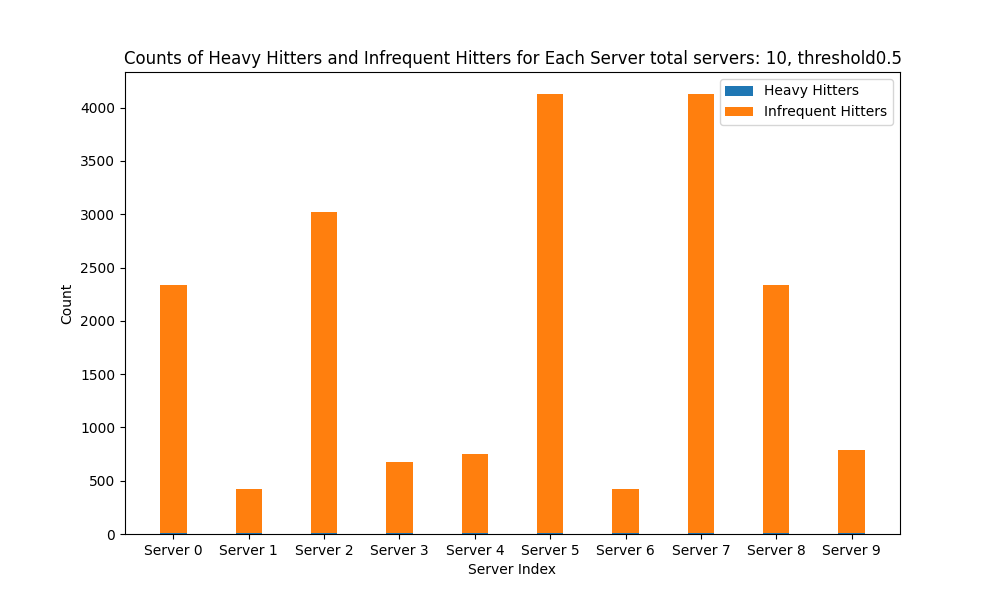 Counts of Heavy Hitters and Infrequent Hitters for Each Server total servers: 10, threshold0.5
Heavy Hitters
Infrequent Hitters
4000
3500
3000
2500
2000
1500
1000
500
0
Count
Server 0 Server 1 Server 2 Server 3 Server 4 Server 5 Server 6 Server 7 Server 8 Server 9
Server Index